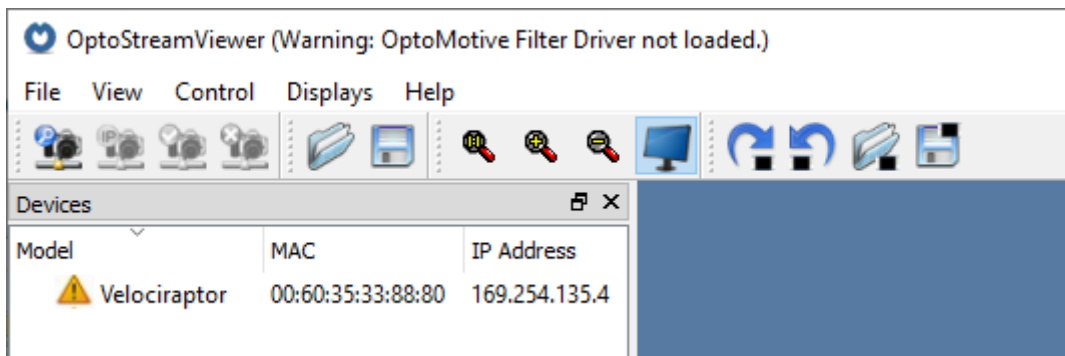 OptoStreamViewer (Warning: OptoMotive Filter Driver not loaded.)
File View Control Displays Help
Devices
Model MAC IP Address
Velociraptor 00:60:35:33:88:80 169.254.135.4